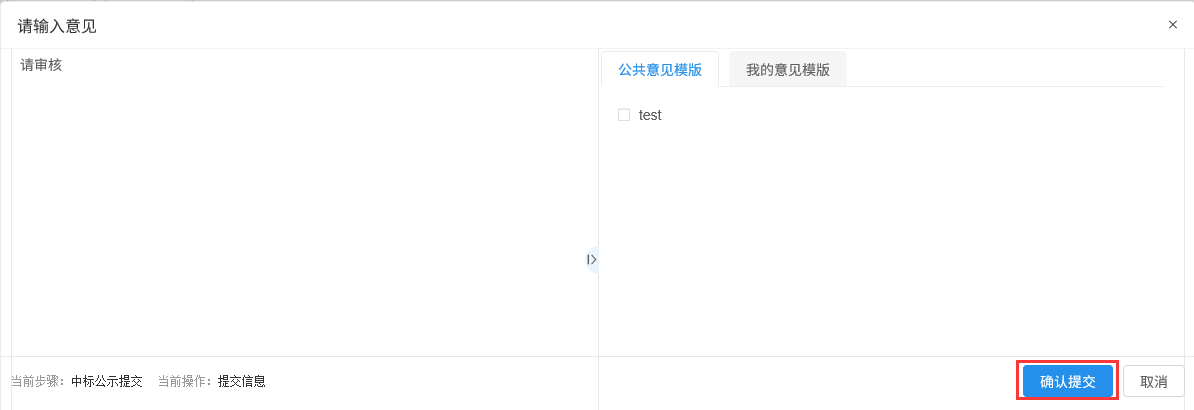 请输入意见
请审核
公共意见模版 我的意见模版
test
当前步骤：中标公示提交 当前操作：提交信息
确认提交 取消